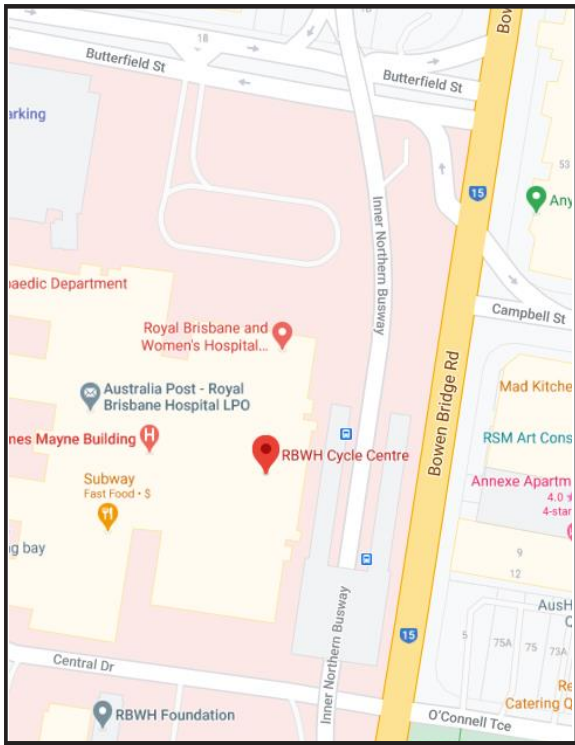 Bowen
18
Butterfield St
Butterfield St
arking
53
15
Any
Inner Northern Busway
aedic Department
Campbell St
Royal Brisbane and
Women's Hospital...
Bowen Bridge Rd
Mad Kitche
Australia Post - Royal
Brisbane Hospital LPO
nes Mayne Building
H
RSM Art Cons
RBWH Cycle Centre
Subway
Fast Food • $
Annexe Apartm
4.0
4-star
g bay
9
12
AusH
Q
Inner Northern Busway
15
5
75A
75
73A
Central Dr
Re
Catering Q
RBWH Foundation
O'Connell Tce